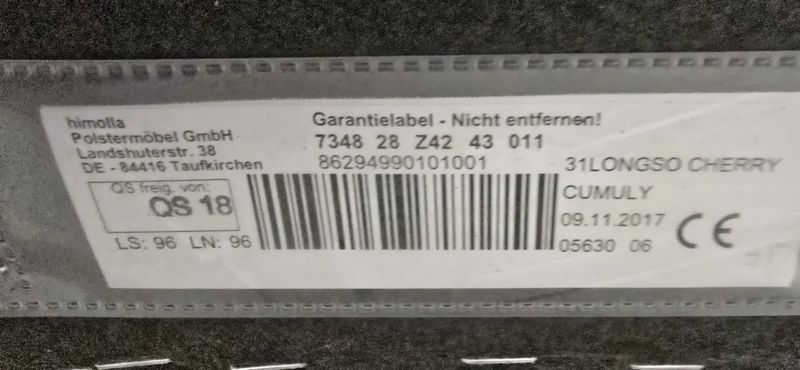 himolla
Polstermöbel GmbH
Landshuterstr. 38
DE - 84416 Taufkirchen
QS freig. von:
QS 18
LS: 96 LN: 96
Garantielabel - Nicht entfernen!
7348 28 Z42 43 011
86294990101001
31LONGSO CHERRY
CUMULY
09.11.2017
05630 06
CE